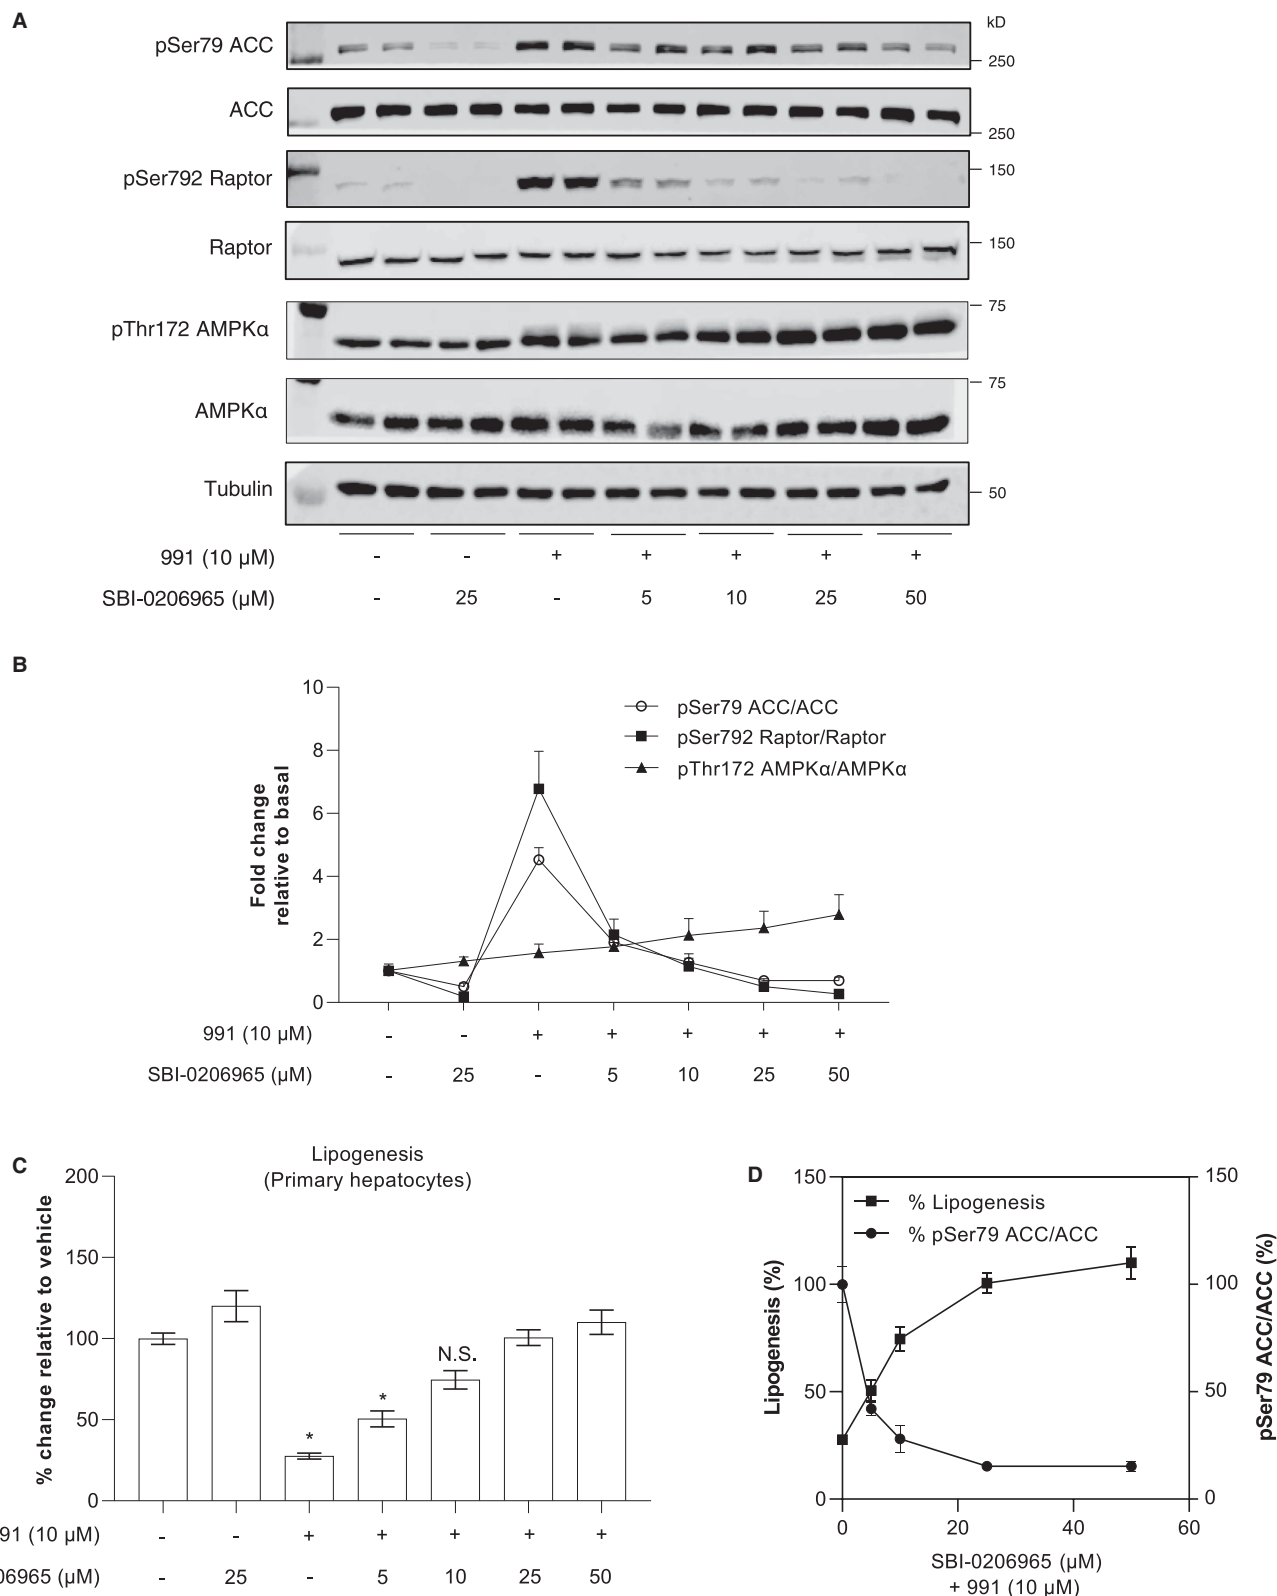 A
kD
pSer79 ACC
250
ACC
250
pSer792 Raptor
150
Raptor
150
pThr172 AMPKα
75
AMPKα
75
Tubulin
50
991 (10 µM) - - + + + + +
SBI-0206965 (µM) - 25 - 5 10 25 50
B
10
8
6
4
2
0
Fold change
relative to basal
pSer79 ACC/ACC
pSer792 Raptor/Raptor
pThr172 AMPKα/AMPKα
991 (10 µM) - - + + + + +
SBI-0206965 (µM) - 25 - 5 10 25 50
C
Lipogenesis
(Primary hepatocytes)
% change relative to vehicle
200
150
100
50
0
* * N.S.
91 (10 µM) - - + + + + +
06965 (µM) - 25 - 5 10 25 50
D
% Lipogenesis
% pSer79 ACC/ACC
Lipogenesis (%)
150
100
50
0
pSer79 ACC/ACC (%)
150
100
50
0
0 20 40 60
SBI-0206965 (µM)
+ 991 (10 µM)